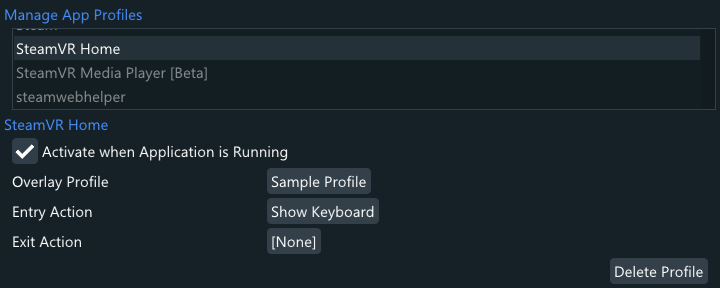 Manage App Profiles
Steam
SteamVR Home
SteamVR Media Player [Beta]
steamwebhelper
SteamVR Home
Activate when Application is Running
Overlay Profile Sample Profile
Entry Action Show Keyboard
Exit Action [None]
Delete Profile